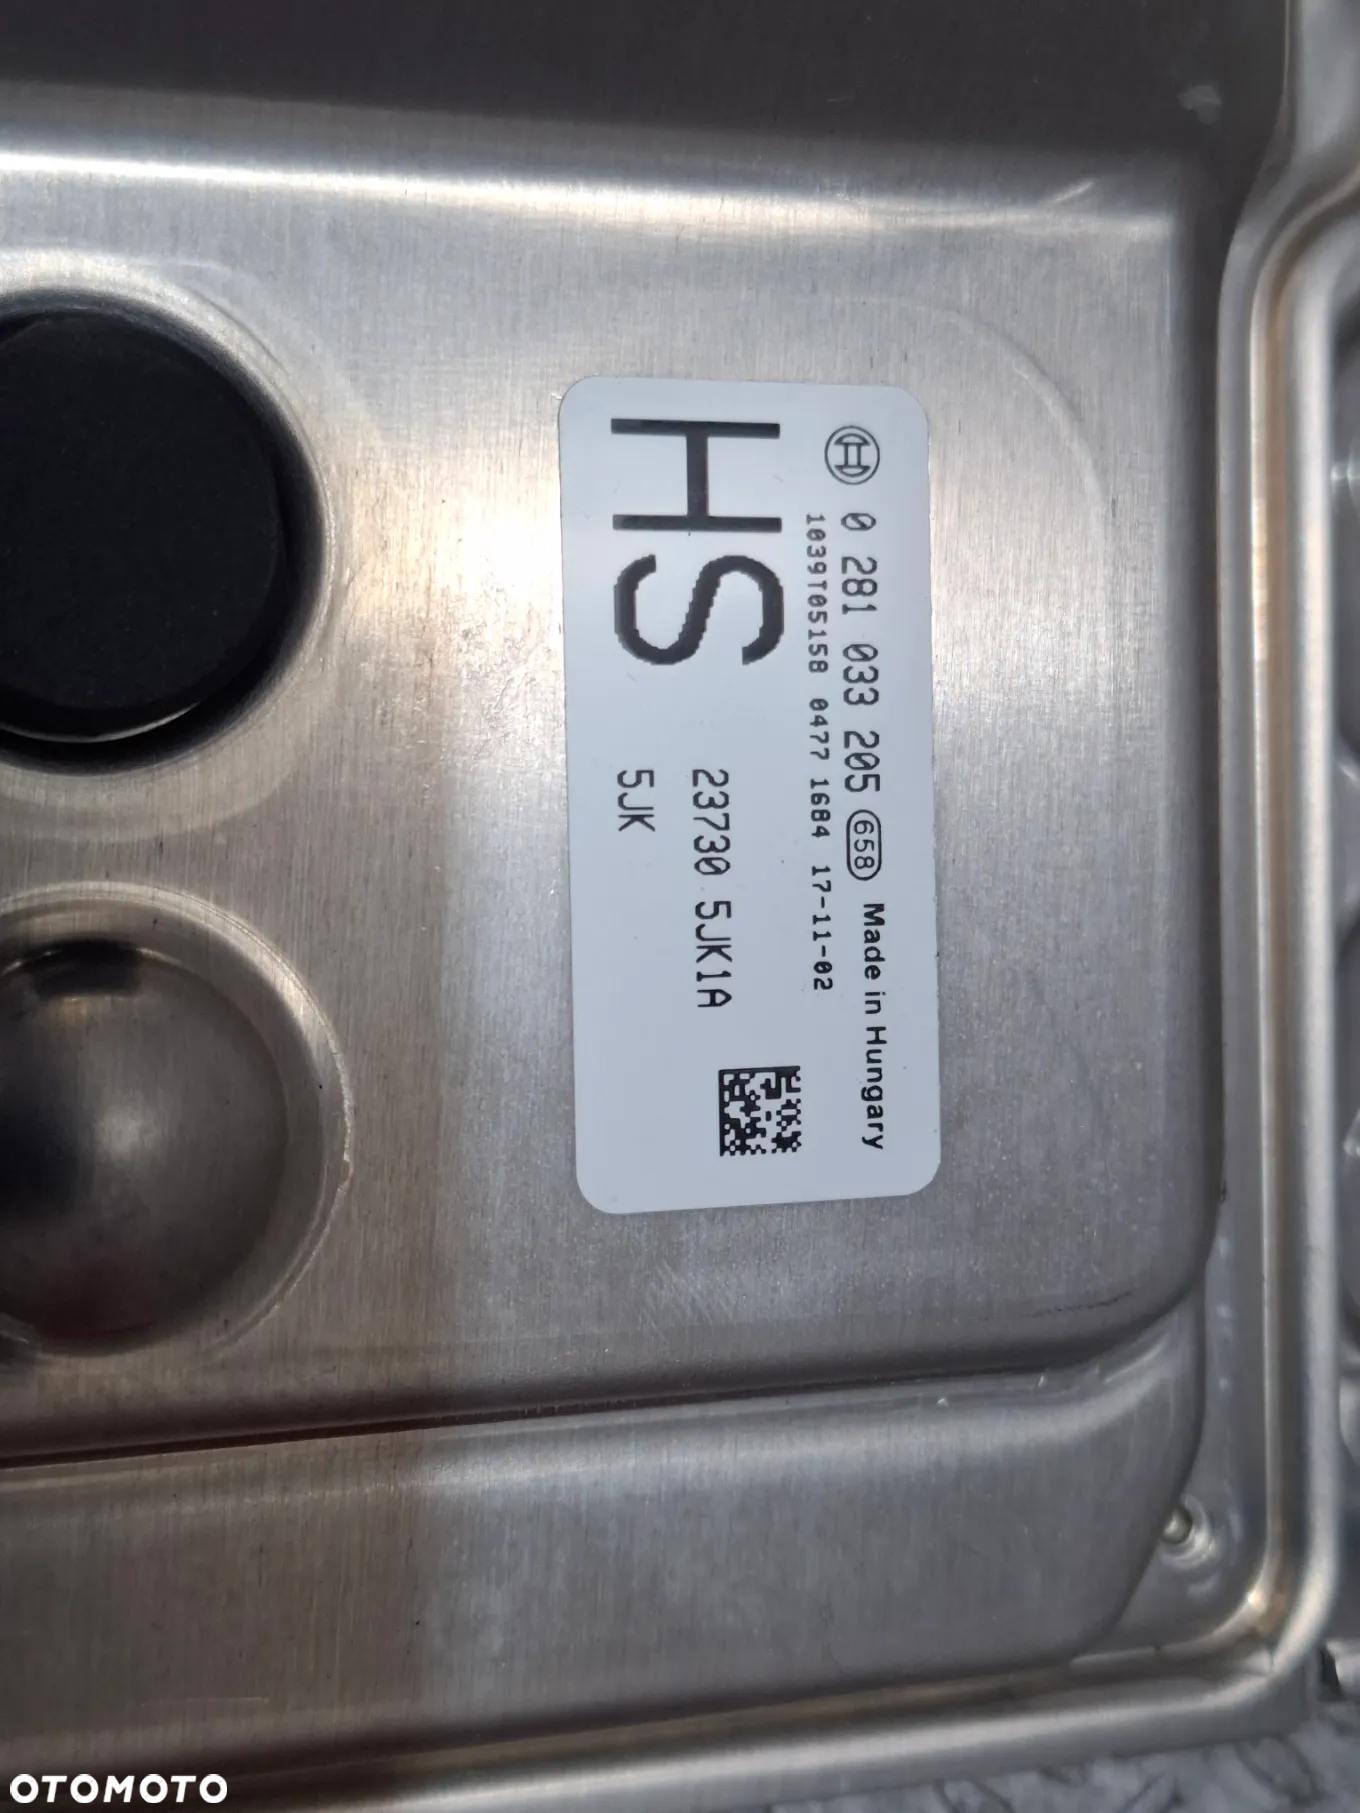 0 281 033 205 658 Made in Hungary
1039T05158 0477 1684 17-11-02
HS
23730 5JK1A
5JK
OTOMOTO